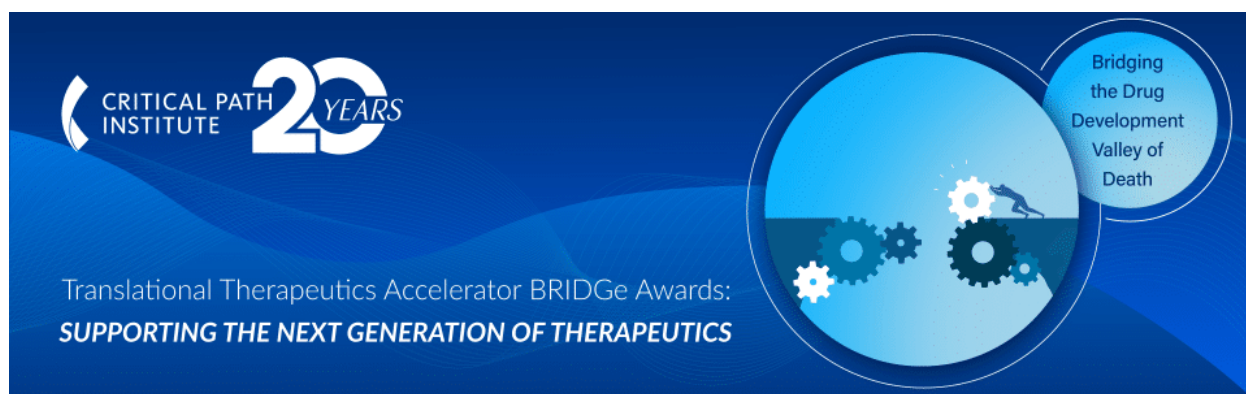 CRITICAL PATH
INSTITUTE
20
YEARS
Translational Therapeutics Accelerator BRIDGe Awards:
SUPPORTING THE NEXT GENERATION OF THERAPEUTICS
Bridging
the Drug
Development
Valley of
Death